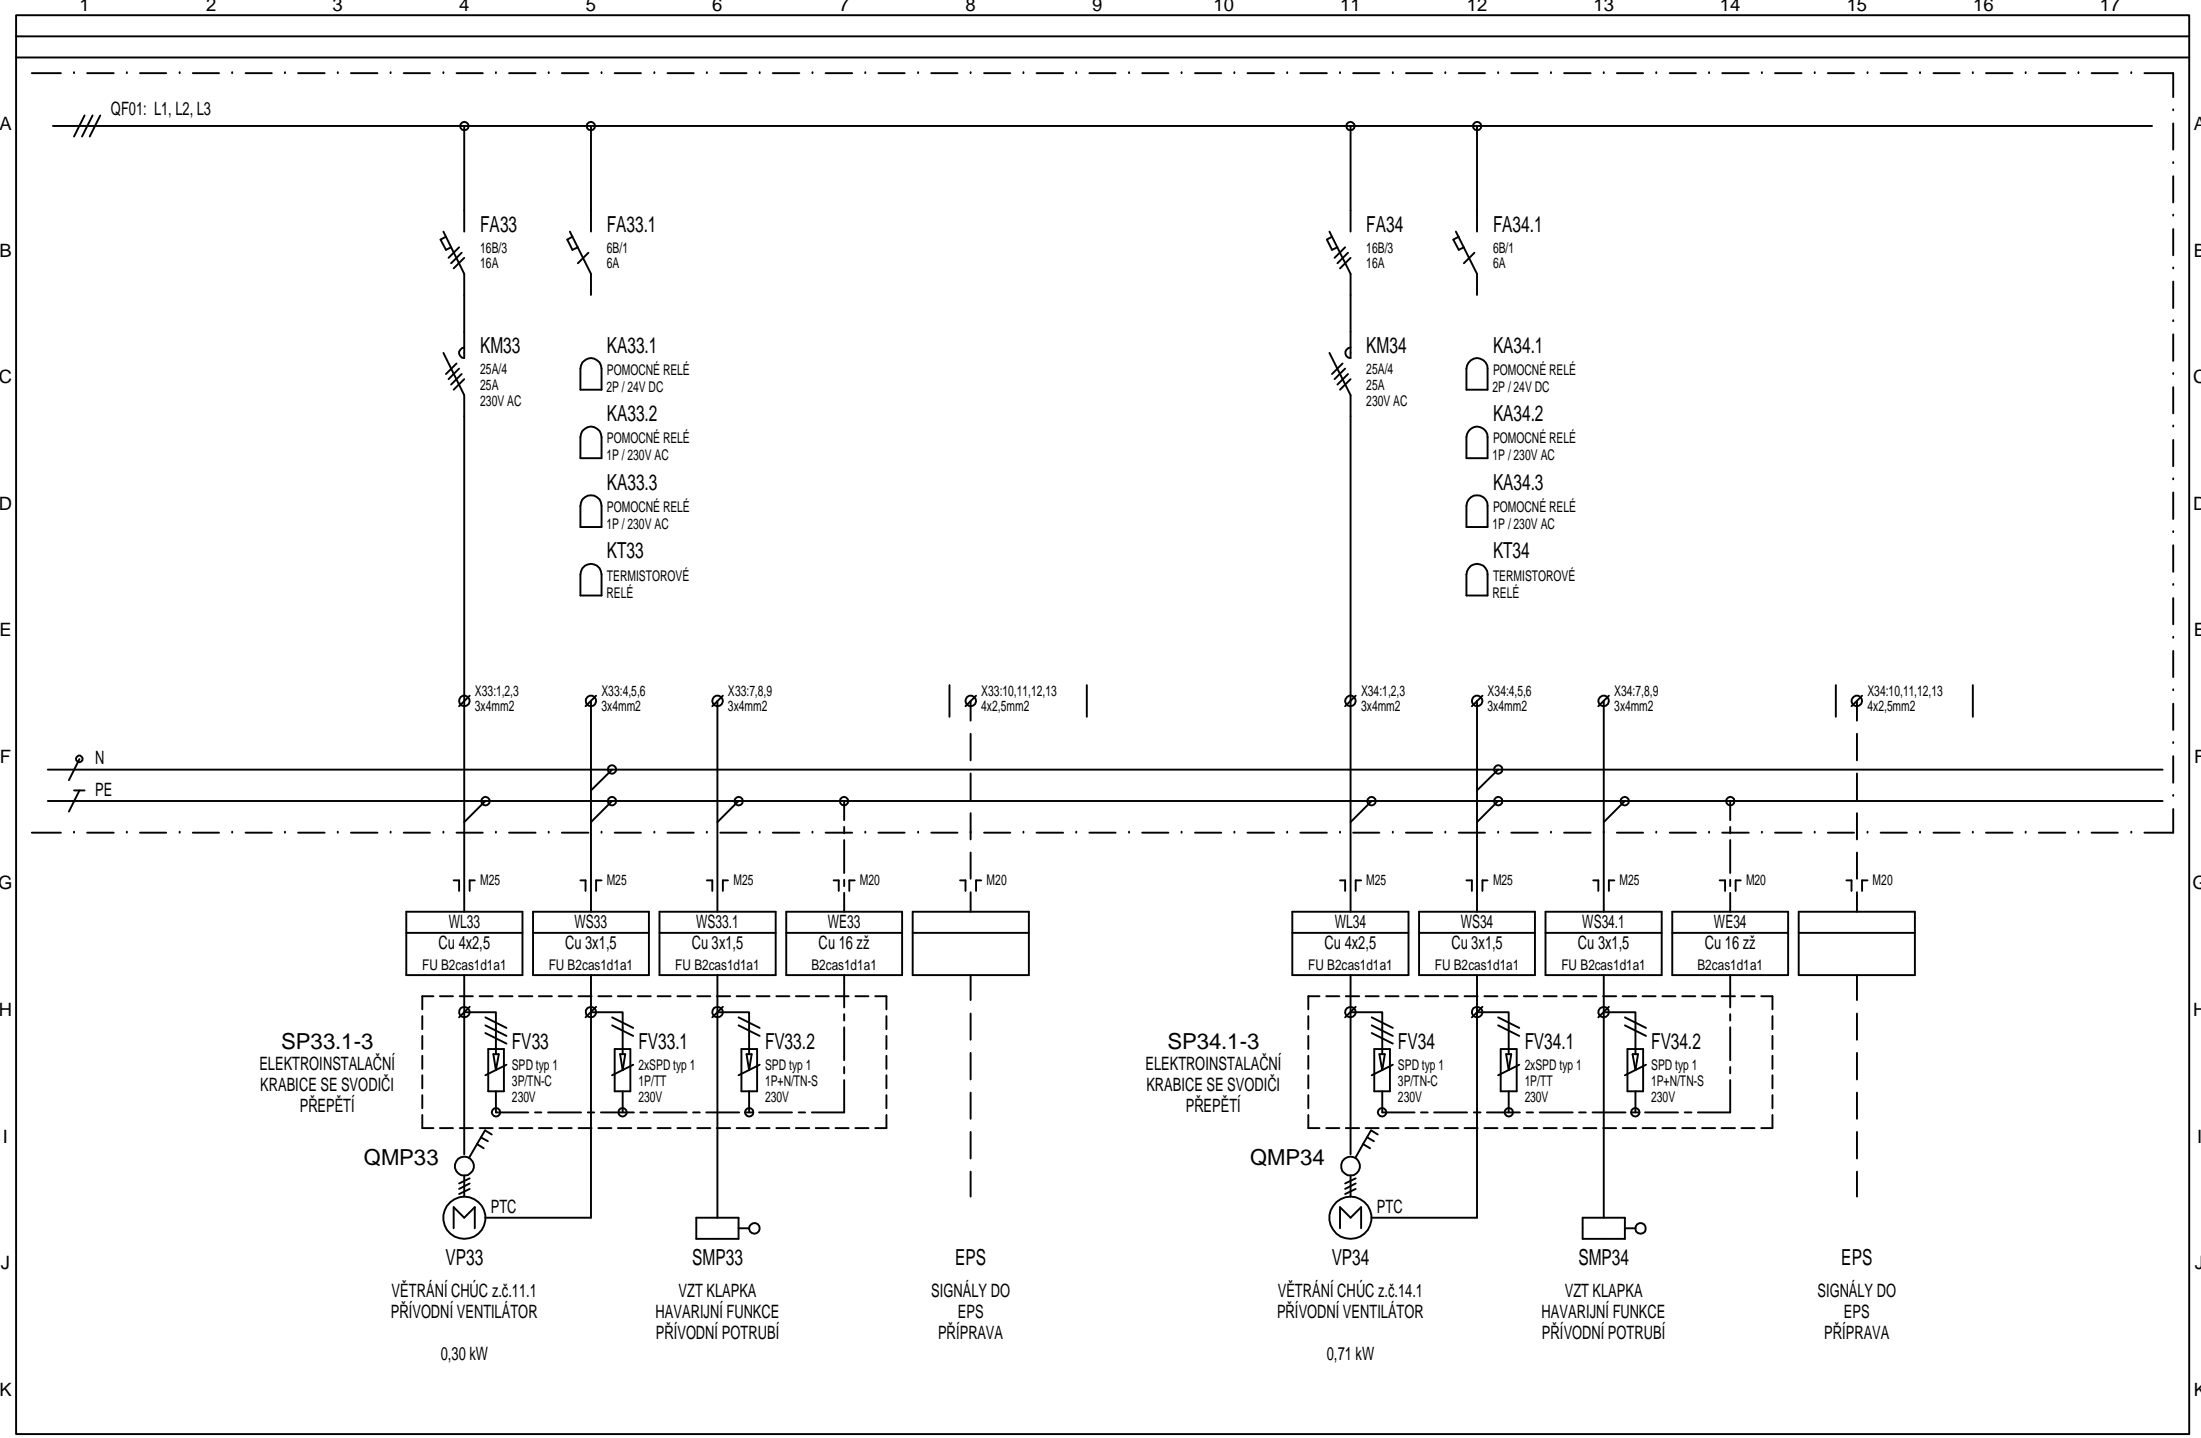 1 2 3 4 5 6 7 8 9 10 11 12 13 14 15 16 17
QF01: L1, L2, L3
A A
FA33 FA33.1 FA34 FA34.1
B B
16B/3 6B/1 16B/3 6B/1
16A 6A 16A 6A
KM33 KA33.1 KM34 KA34.1
25A/4 POMOCNÉ RELÉ 25A/4 POMOCNÉ RELÉ
C C
25A 2P / 24V DC 25A 2P / 24V DC
230V AC 230V AC
KA33.2 KA34.2
POMOCNÉ RELÉ POMOCNÉ RELÉ
1P / 230V AC 1P / 230V AC
KA33.3 KA34.3
D D
POMOCNÉ RELÉ POMOCNÉ RELÉ
1P / 230V AC 1P / 230V AC
KT33 KT34
TERMISTOROVÉ TERMISTOROVÉ
RELÉ RELÉ
E E
X33:1,2,3 X33:4,5,6 X33:7,8,9 X33:10,11,12,13 X34:1,2,3 X34:4,5,6 X34:7,8,9 X34:10,11,12,13
3x4mm2 3x4mm2 3x4mm2 4x2,5mm2 3x4mm2 3x4mm2 3x4mm2 4x2,5mm2
F N F
PE
G M25 M25 M25 M20 M20 M25 M25 M25 M20 M20 G
WL33 WS33 WS33.1 WE33 WL34 WS34 WS34.1 WE34
Cu 4x2,5 Cu 3x1,5 Cu 3x1,5 Cu 16 zž Cu 4x2,5 Cu 3x1,5 Cu 3x1,5 Cu 16 zž
FU B2cas1d1a1 FU B2cas1d1a1 FU B2cas1d1a1 B2cas1d1a1 FU B2cas1d1a1 FU B2cas1d1a1 FU B2cas1d1a1 B2cas1d1a1
H H
SP33.1-3 FV33 FV33.1 FV33.2 SP34.1-3 FV34 FV34.1 FV34.2
ELEKTROINSTALAČNÍ SPD typ 1 2xSPD typ 1 SPD typ 1 ELEKTROINSTALAČNÍ SPD typ 1 2xSPD typ 1 SPD typ 1
KRABICE SE SVODIČI 3P/TN-C 1P/TT 1P+N/TN-S KRABICE SE SVODIČI 3P/TN-C 1P/TT 1P+N/TN-S
PŘEPĚTÍ 230V 230V 230V PŘEPĚTÍ 230V 230V 230V
I I
QMP33 QMP34
M PTC M PTC
VP33 SMP33 EPS VP34 SMP34 EPS
J J
VĚTRÁNÍ CHÚC z.č.11.1 VZT KLAPKA SIGNÁLY DO VĚTRÁNÍ CHÚC z.č.14.1 VZT KLAPKA SIGNÁLY DO
PŘÍVODNÍ VENTILÁTOR HAVARIJNÍ FUNKCE EPS PŘÍVODNÍ VENTILÁTOR HAVARIJNÍ FUNKCE EPS
PŘÍVODNÍ POTRUBÍ PŘÍPRAVA PŘÍVODNÍ POTRUBÍ PŘÍPRAVA
0,30 kW 0,71 kW
K K